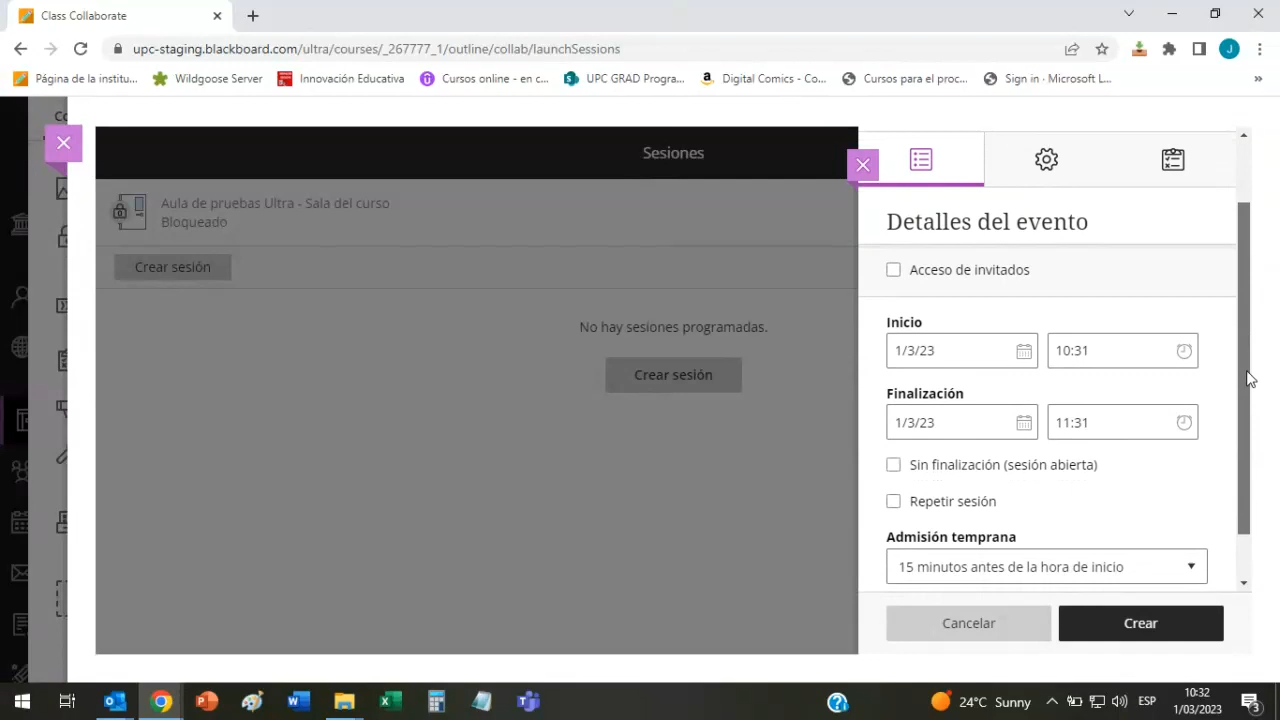 Class Collaborate
upc-staging.blackboard.com/ultra/courses/_267777_1/outline/collab/launchSessions
J
Página de la institu...
Wildgoose Server
Innovación Educativa
Cursos online - en c...
UPC GRAD Progra...
Digital Comics - Co...
Cursos para el proc...
Sign in · Microsoft L...
»
Co
Sesiones
Aula de pruebas Ultra - Sala del curso
Bloqueado
Crear sesión
No hay sesiones programadas.
Crear sesión
Detalles del evento
Acceso de invitados
Inicio
1/3/23
10:31
Finalización
1/3/23
11:31
Sin finalización (sesión abierta)
Repetir sesión
Admisión temprana
15 minutos antes de la hora de inicio
Cancelar
Crear
24°C Sunny
ESP
10:32
1/03/2023
3